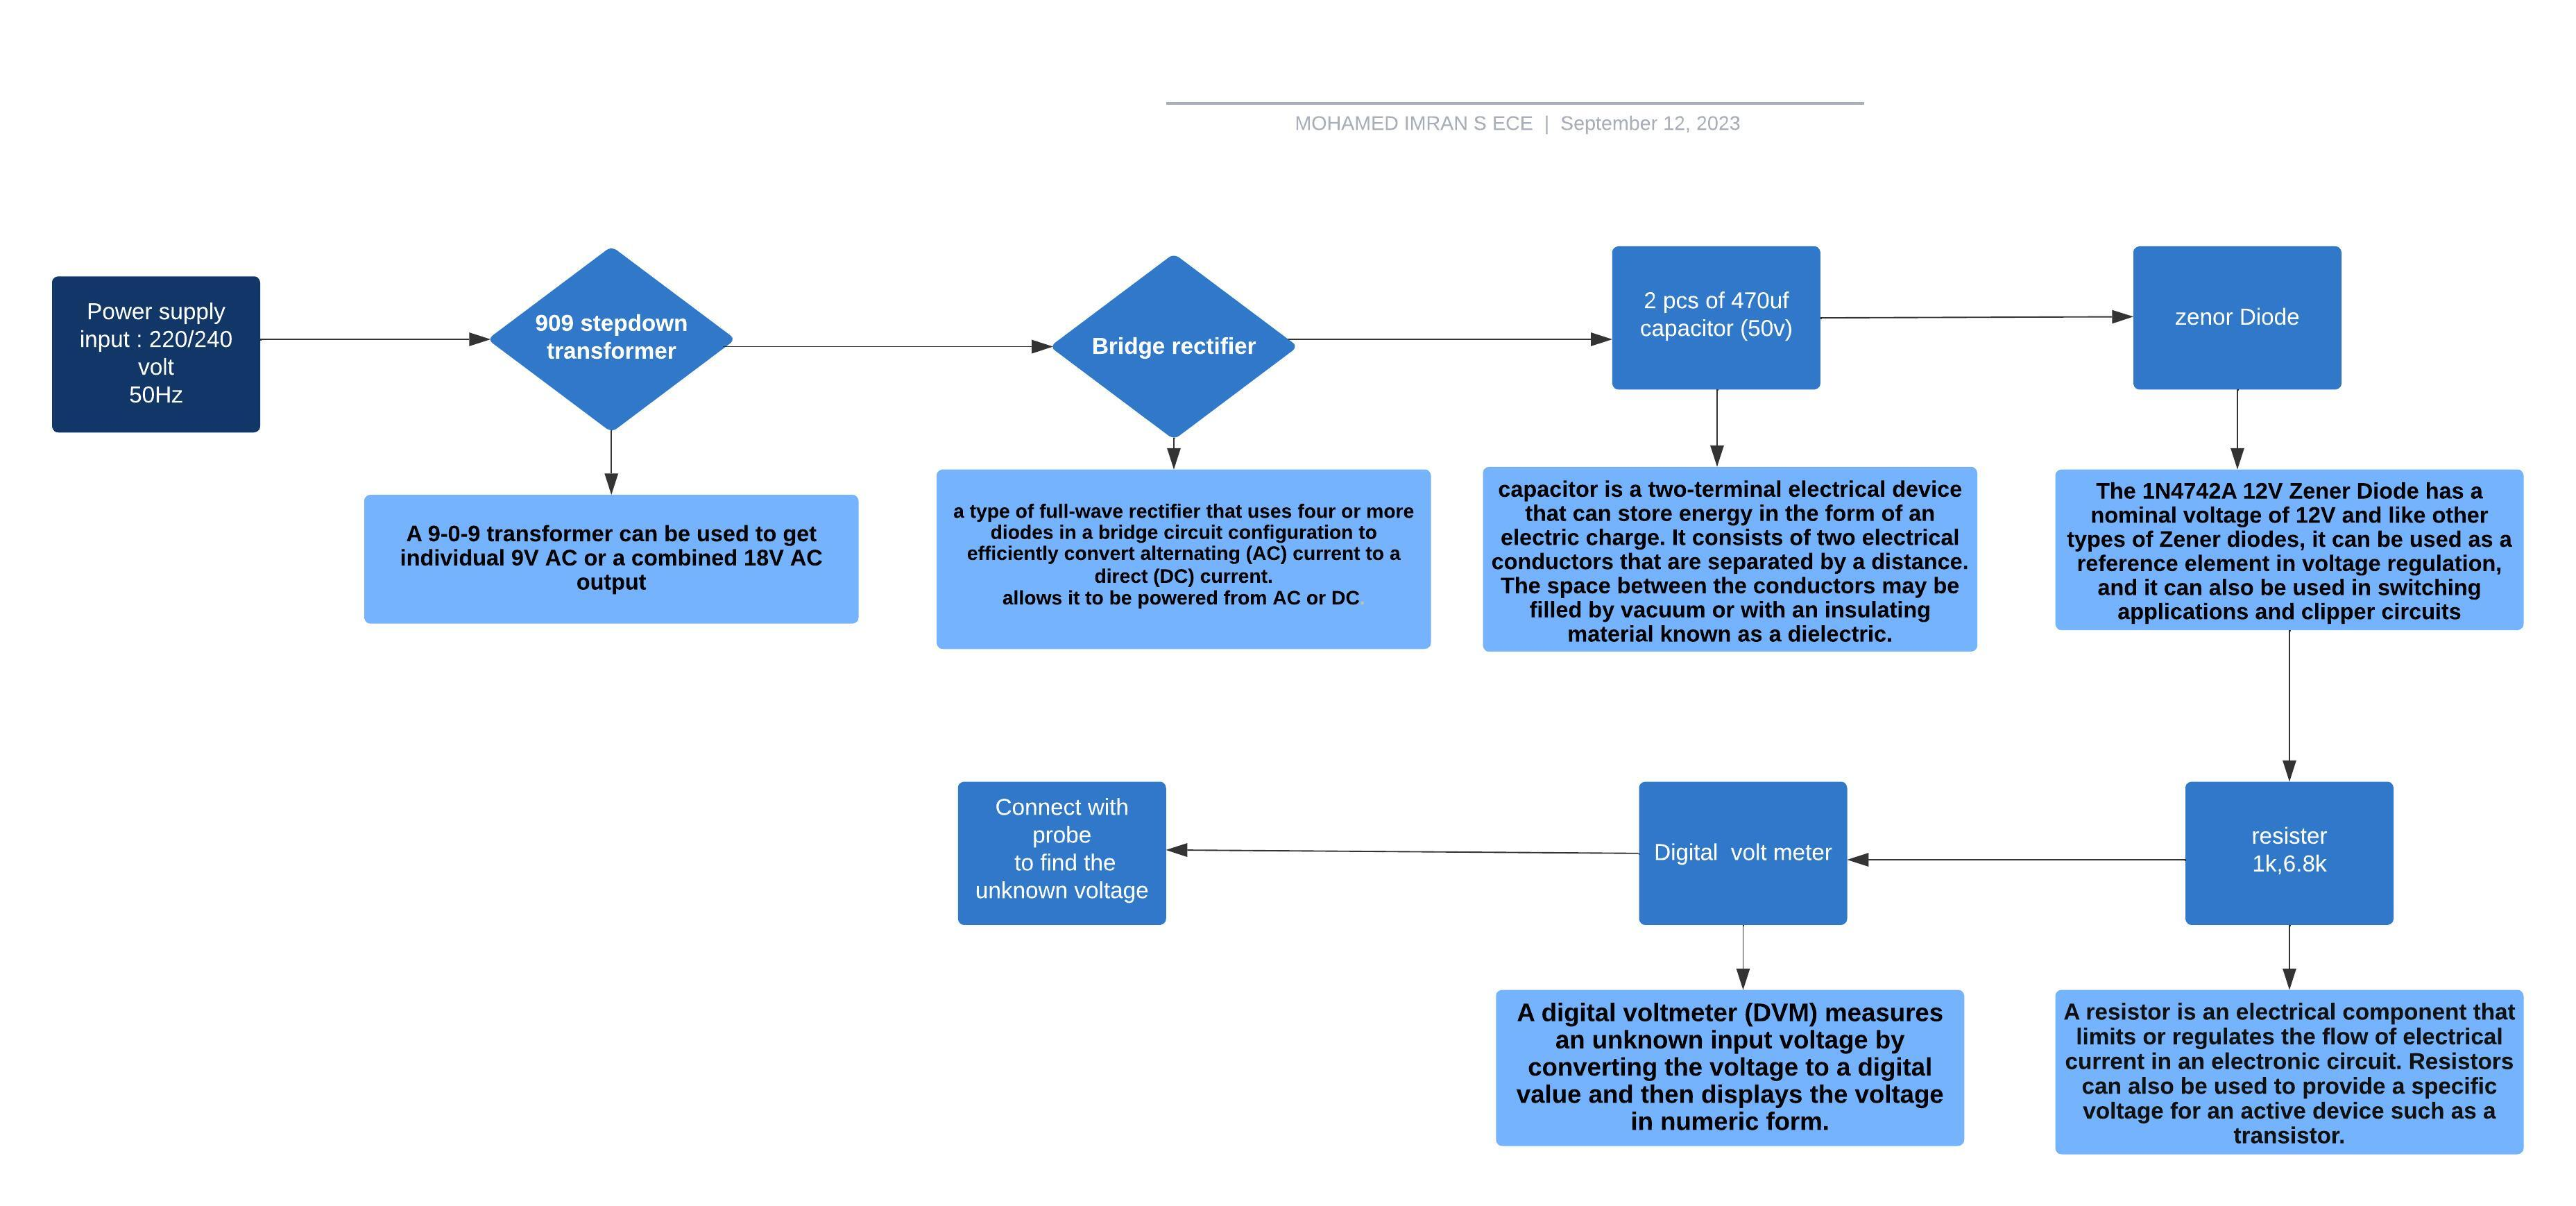 MOHAMED IMRAN S ECE | September 12, 2023
Power supply
input : 220/240
volt
50Hz
909 stepdown
transformer
Bridge rectifier
2 pcs of 470uf
capacitor (50v)
zenor Diode
A 9-0-9 transformer can be used to get
individual 9V AC or a combined 18V AC
output
a type of full-wave rectifier that uses four or more
diodes in a bridge circuit configuration to
efficiently convert alternating (AC) current to a
direct (DC) current.
allows it to be powered from AC or DC.
capacitor is a two-terminal electrical device
that can store energy in the form of an
electric charge. It consists of two electrical
conductors that are separated by a distance.
The space between the conductors may be
filled by vacuum or with an insulating
material known as a dielectric.
The 1N4742A 12V Zener Diode has a
nominal voltage of 12V and like other
types of Zener diodes, it can be used as a
reference element in voltage regulation,
and it can also be used in switching
applications and clipper circuits
Connect with
probe
to find the
unknown voltage
Digital volt meter
resister
1k,6.8k
A digital voltmeter (DVM) measures
an unknown input voltage by
converting the voltage to a digital
value and then displays the voltage
in numeric form.
A resistor is an electrical component that
limits or regulates the flow of electrical
current in an electronic circuit. Resistors
can also be used to provide a specific
voltage for an active device such as a
transistor.